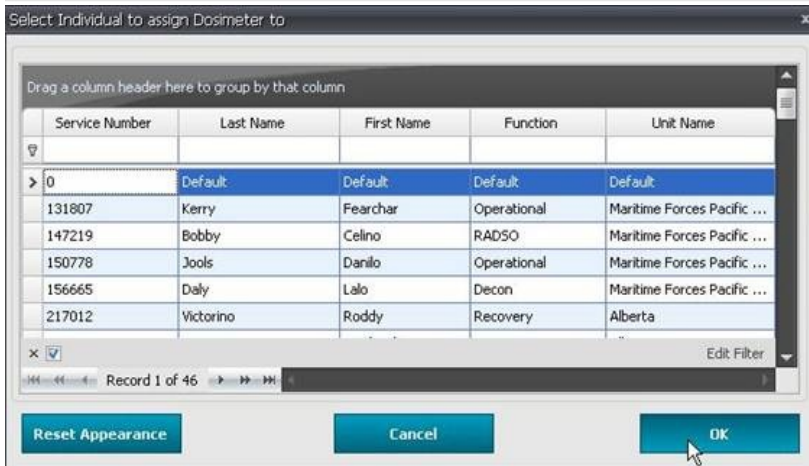 Select Individual to assign Dosimeter to
Drag a column header here to group by that column
Service Number Last Name First Name Function Unit Name
0 Default Default Default Default
131807 Kerry Fearchar Operational Maritime Forces Pacific ...
147219 Bobby Celino RADSO Maritime Forces Pacific ...
150778 Jools Danilo Operational Maritime Forces Pacific ...
156665 Daly Lalo Decon Maritime Forces Pacific ...
217012 Victorino Roddy Recovery Alberta
Edit Filter
Record 1 of 46
Reset Appearance Cancel OK